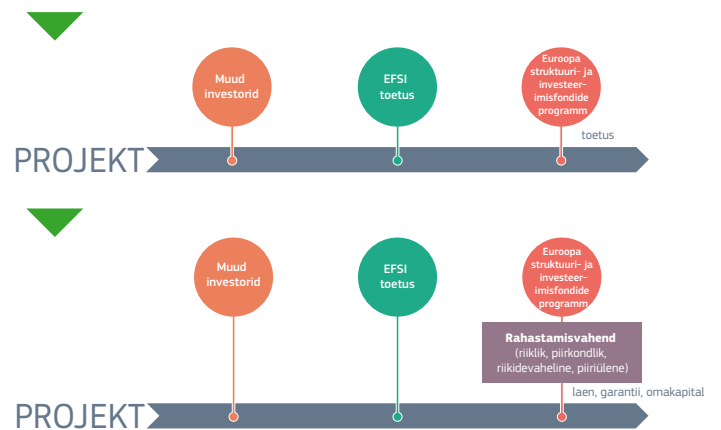 Muud
investorid
EFSI
toetus
Euroopa
struktuuri- ja
investeer-
imisfondide
programm
toetus
PROJEKT
Muud
investorid
EFSI
toetus
Euroopa
struktuuri- ja
investeer-
imisfondide
programm
Rahastamisvahend
(riiklik, piirkondlik,
riikidevaheline, piiriülene)
laen, garantii, omakapital
PROJEKT